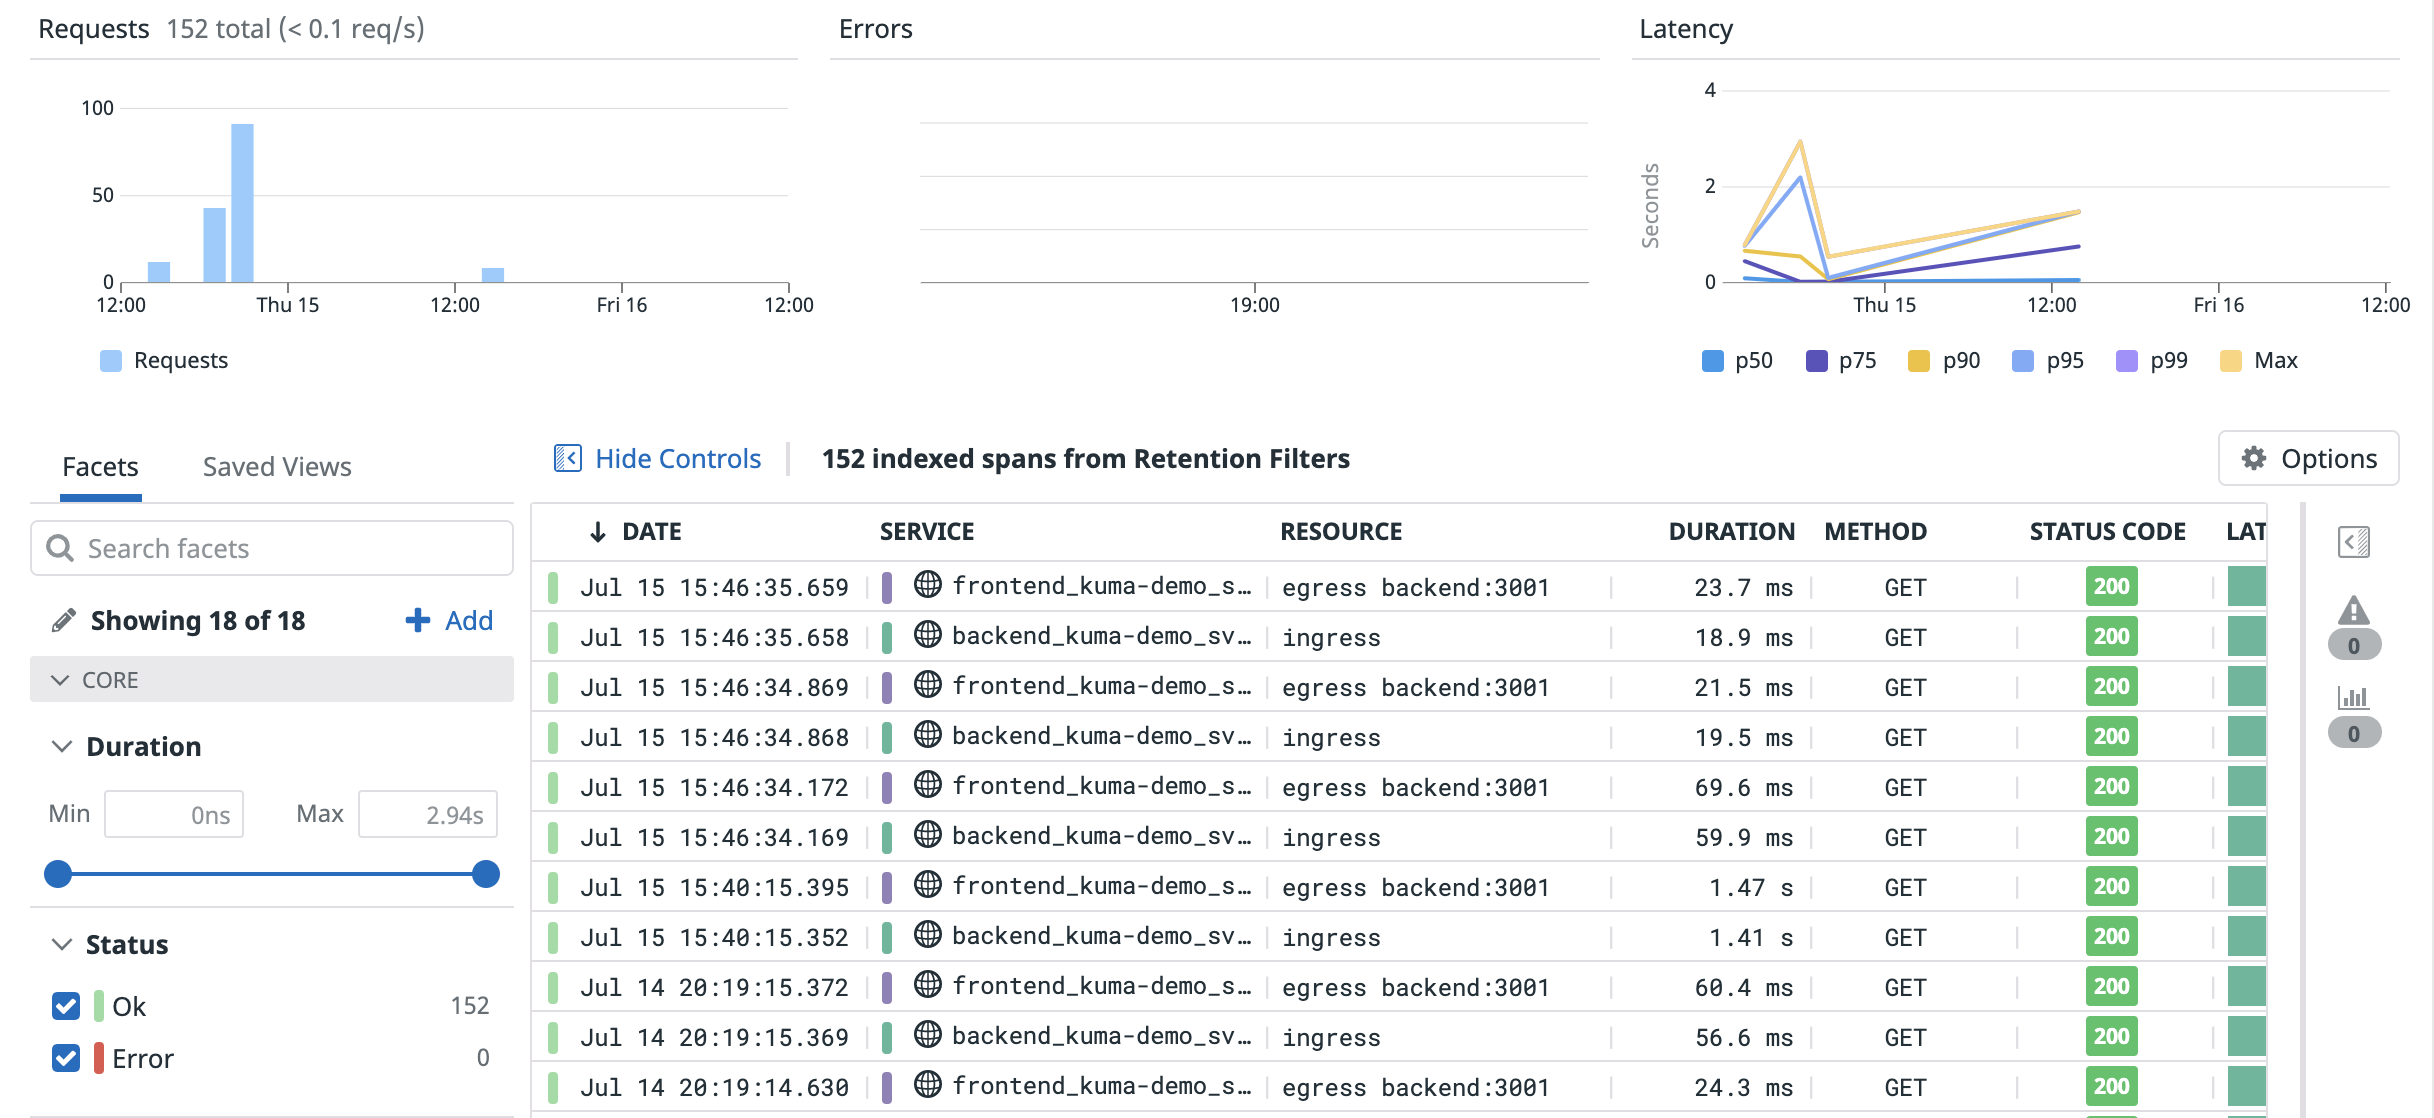 Requests 152 total (< 0.1 req/s)
100
50
0
12:00 Thu 15 12:00 Fri 16 12:00
Requests
Errors
19:00
Latency
Seconds
4
2
0
Thu 15 12:00 Fri 16 12:00
p50 p75 p90 p95 p99 Max
Facets Saved Views
Search facets
Showing 18 of 18 Add
CORE
Duration
Min 0ns Max 2.94s
Status
Ok 152
Error 0
Hide Controls 152 indexed spans from Retention Filters Options
DATE SERVICE RESOURCE DURATION METHOD STATUS CODE LAT
Jul 15 15:46:35.659 frontend_kuma-demo_s… egress backend:3001 23.7 ms GET 200
Jul 15 15:46:35.658 backend_kuma-demo_sv… ingress 18.9 ms GET 200
Jul 15 15:46:34.869 frontend_kuma-demo_s… egress backend:3001 21.5 ms GET 200
Jul 15 15:46:34.868 backend_kuma-demo_sv… ingress 19.5 ms GET 200
Jul 15 15:46:34.172 frontend_kuma-demo_s… egress backend:3001 69.6 ms GET 200
Jul 15 15:46:34.169 backend_kuma-demo_sv… ingress 59.9 ms GET 200
Jul 15 15:40:15.395 frontend_kuma-demo_s… egress backend:3001 1.47 s GET 200
Jul 15 15:40:15.352 backend_kuma-demo_sv… ingress 1.41 s GET 200
Jul 14 20:19:15.372 frontend_kuma-demo_s… egress backend:3001 60.4 ms GET 200
Jul 14 20:19:15.369 backend_kuma-demo_sv… ingress 56.6 ms GET 200
Jul 14 20:19:14.630 frontend_kuma-demo_s… egress backend:3001 24.3 ms GET 200
0
0